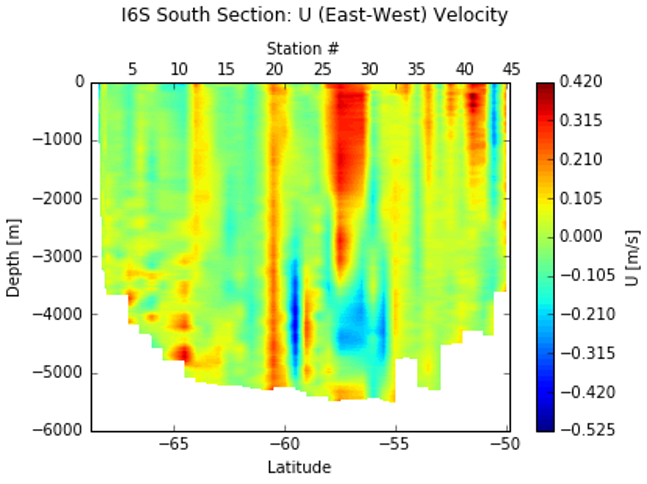 I6S South Section: U (East-West) Velocity
Station #
5 10 15 20 25 30 35 40 45
0
−1000
−2000
−3000
−4000
−5000
−6000
Depth [m]
−65 −60 −55 −50
Latitude
0.420
0.315
0.210
0.105
0.000
−0.105
−0.210
−0.315
−0.420
−0.525
U [m/s]